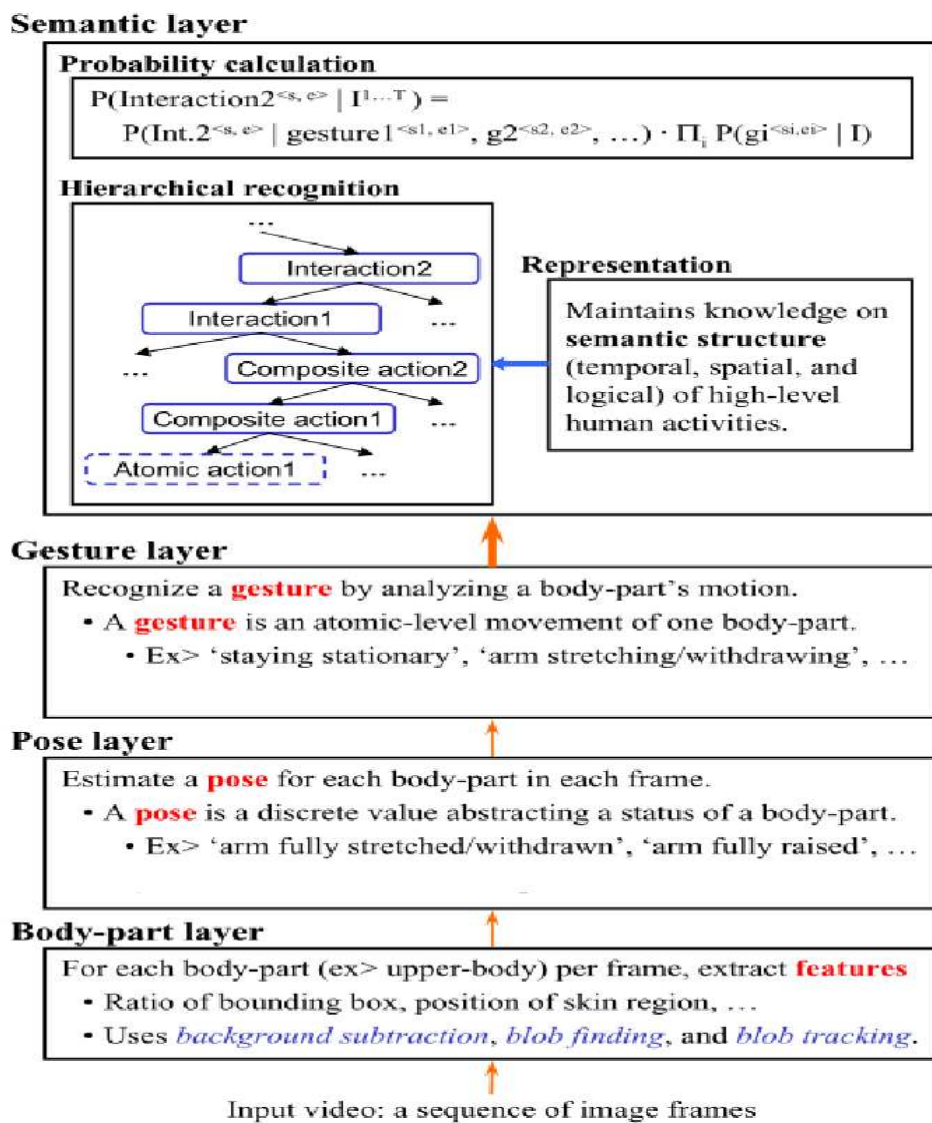 Semantic layer
Probability calculation
P(Interaction2<s, e> | I1…T) =
P(Int.2<s, e> | gesture1<s1, e1>, g2<s2, e2>, …) · Πi P(gi<si,ei> | I)
Hierarchical recognition
...
Interaction2
Interaction1
...
...
Composite action2
Composite action1
...
Atomic action1
...
Representation
Maintains knowledge on
semantic structure
(temporal, spatial, and
logical) of high-level
human activities.
Gesture layer
Recognize a gesture by analyzing a body-part's motion.
• A gesture is an atomic-level movement of one body-part.
• Ex> 'staying stationary', 'arm stretching/withdrawing', …
Pose layer
Estimate a pose for each body-part in each frame.
• A pose is a discrete value abstracting a status of a body-part.
• Ex> 'arm fully stretched/withdrawn', 'arm fully raised', …
Body-part layer
For each body-part (ex> upper-body) per frame, extract features
• Ratio of bounding box, position of skin region, …
• Uses background subtraction, blob finding, and blob tracking.
Input video: a sequence of image frames